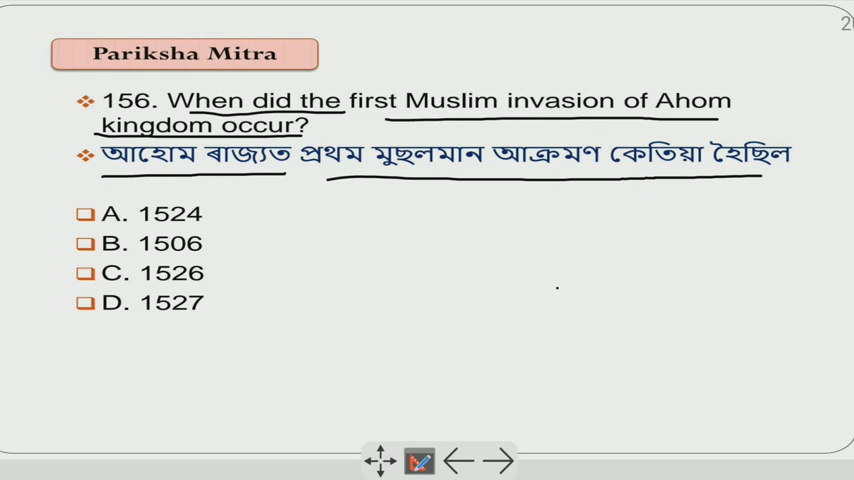 Pariksha Mitra
156. When did the first Muslim invasion of Ahom
kingdom occur?
আহোম ৰাজ্যত প্ৰথম মুছলমান আক্ৰমণ কেতিয়া হৈছিল
A. 1524
B. 1506
C. 1526
D. 1527